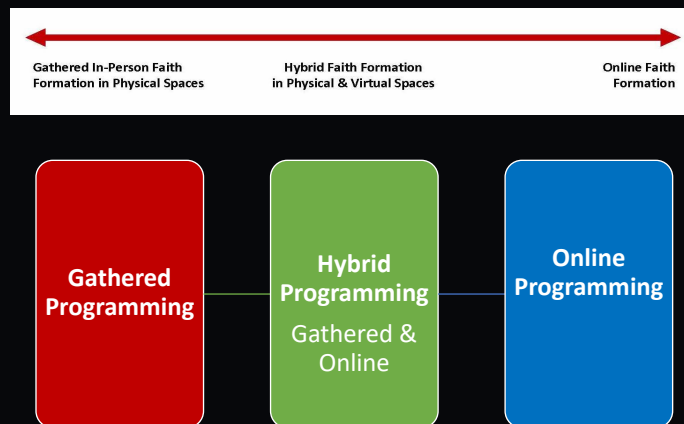 Gathered In-Person Faith
Formation in Physical Spaces
Hybrid Faith Formation
in Physical & Virtual Spaces
Online Faith
Formation
Gathered
Programming
Hybrid
Programming
Gathered &
Online
Online
Programming